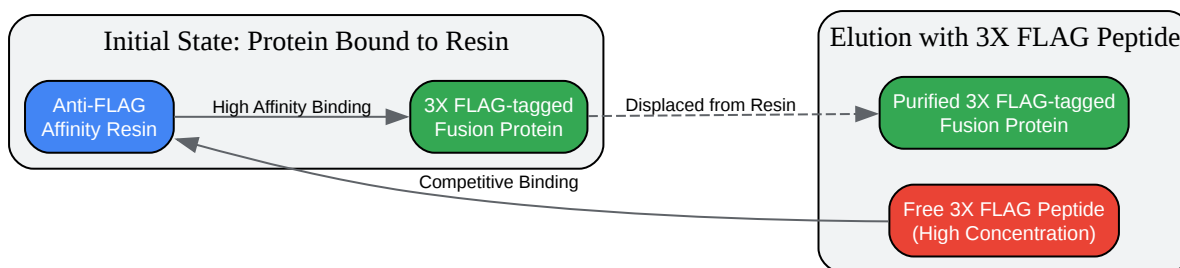 Initial State: Protein Bound to Resin
Elution with 3X FLAG Peptide
Anti-FLAG
Affinity Resin
High Affinity Binding
3X FLAG-tagged
Fusion Protein
Displaced from Resin
Purified 3X FLAG-tagged
Fusion Protein
Competitive Binding
Free 3X FLAG Peptide
(High Concentration)